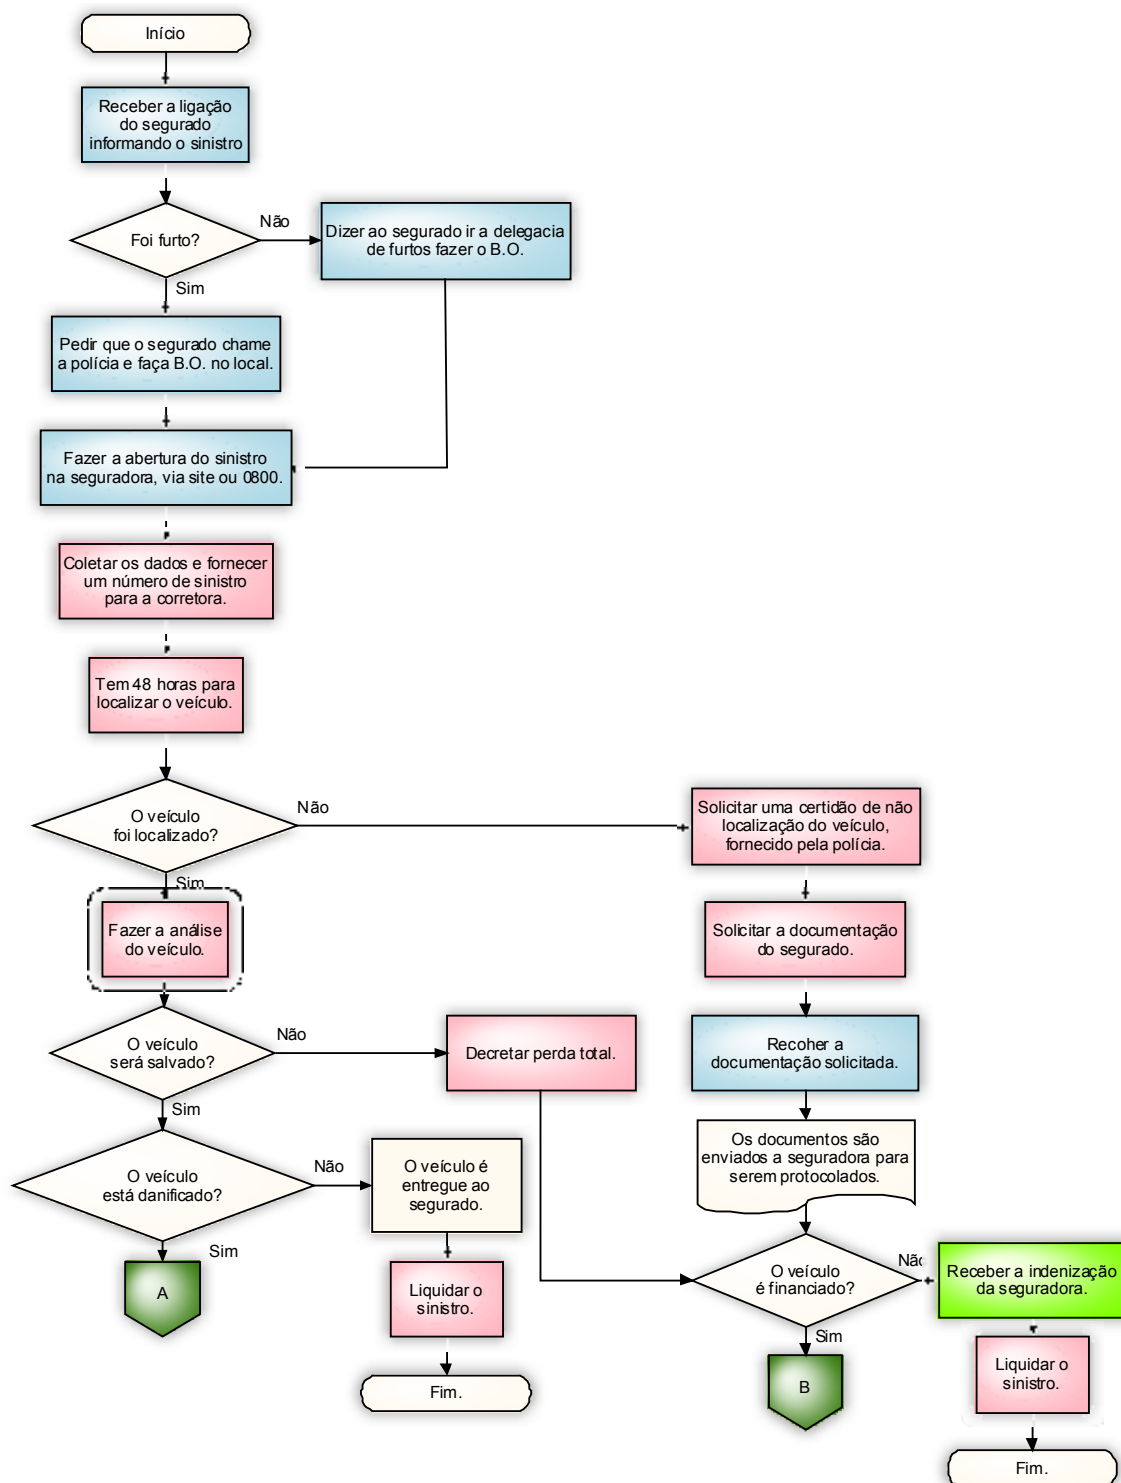 Início
Receber a ligação
do segurado
informando o sinistro
Foi furto?
Não
Dizer ao segurado ir a delegacia
de furtos fazer o B.O.
Sim
Pedir que o segurado chame
a polícia e faça B.O. no local.
Fazer a abertura do sinistro
na seguradora, via site ou 0800.
Coletar os dados e fornecer
um número de sinistro
para a corretora.
Tem 48 horas para
localizar o veículo.
O veículo
foi localizado?
Não
Solicitar uma certidão de não
localização do veículo,
fornecido pela polícia.
Sim
Fazer a análise
do veículo.
Solicitar a documentação
do segurado.
O veículo
será salvado?
Não
Decretar perda total.
Recoher a
documentação solicitada.
Sim
Os documentos são
enviados a seguradora para
serem protocolados.
O veículo
está danificado?
Não
O veículo é
entregue ao
segurado.
Sim
A
Liquidar o
sinistro.
Fim.
O veículo
é financiado?
Não
Receber a indenização
da seguradora.
Sim
B
Liquidar o
sinistro.
Fim.